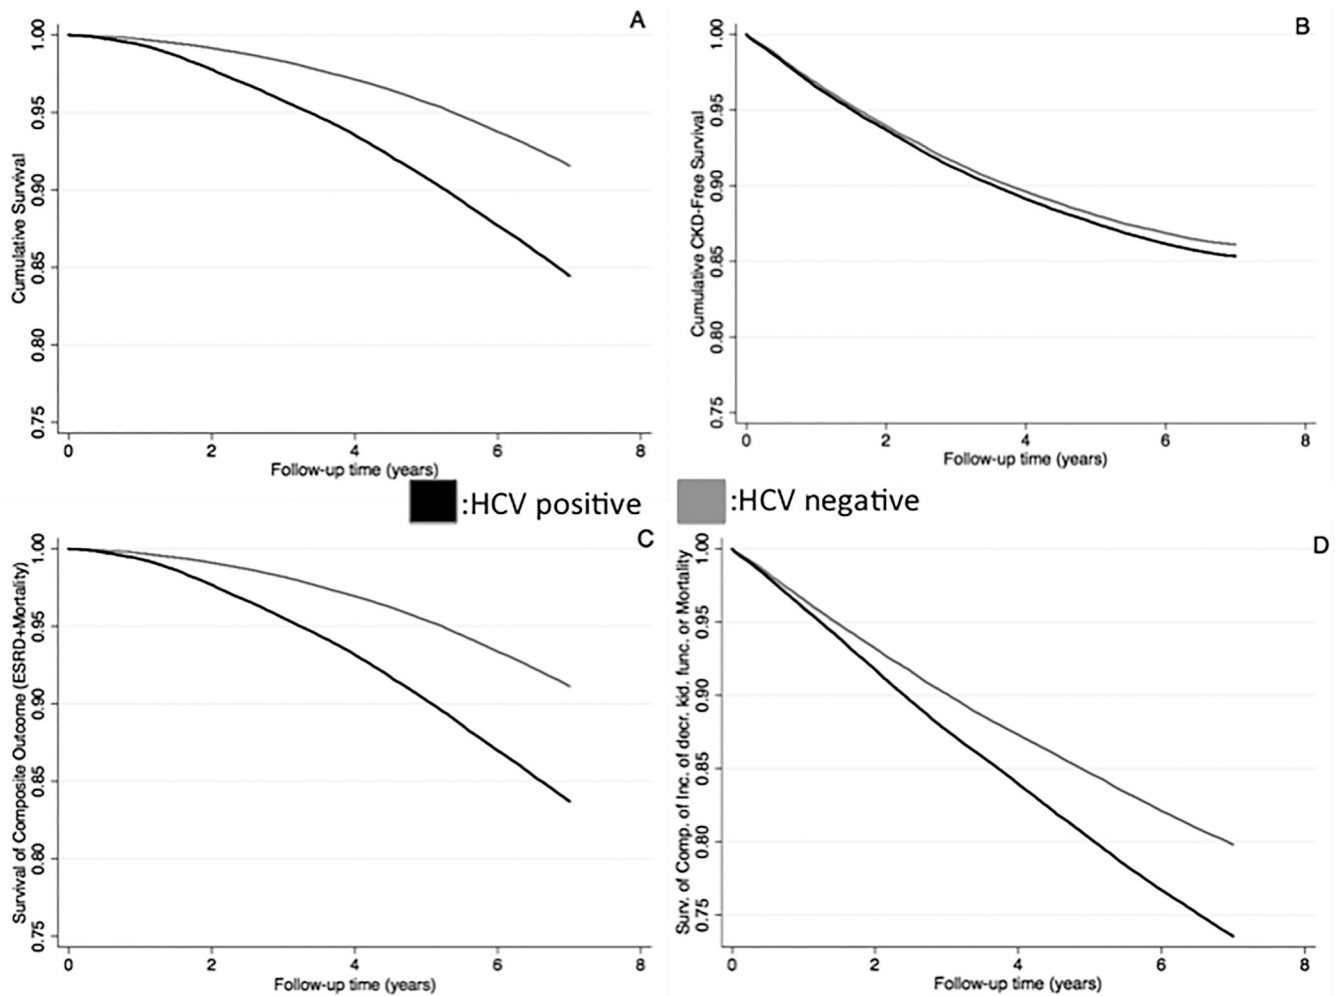 A
Cumulative Survival
1.00
0.95
0.90
0.85
0.80
0.75
0 2 4 6 8
Follow-up time (years)
B
Cumulative CKD-Free Survival
1.00
0.95
0.90
0.85
0.80
0.75
0 2 4 6 8
Follow-up time (years)
:HCV positive
:HCV negative
C
Survival of Composite Outcome (ESRD+Mortality)
1.00
0.95
0.90
0.85
0.80
0.75
0 2 4 6 8
Follow-up time (years)
D
Surv. of Comp. of Inc. of decr. kid. func. or Mortality
1.00
0.95
0.90
0.85
0.80
0.75
0 2 4 6 8
Follow-up time (years)